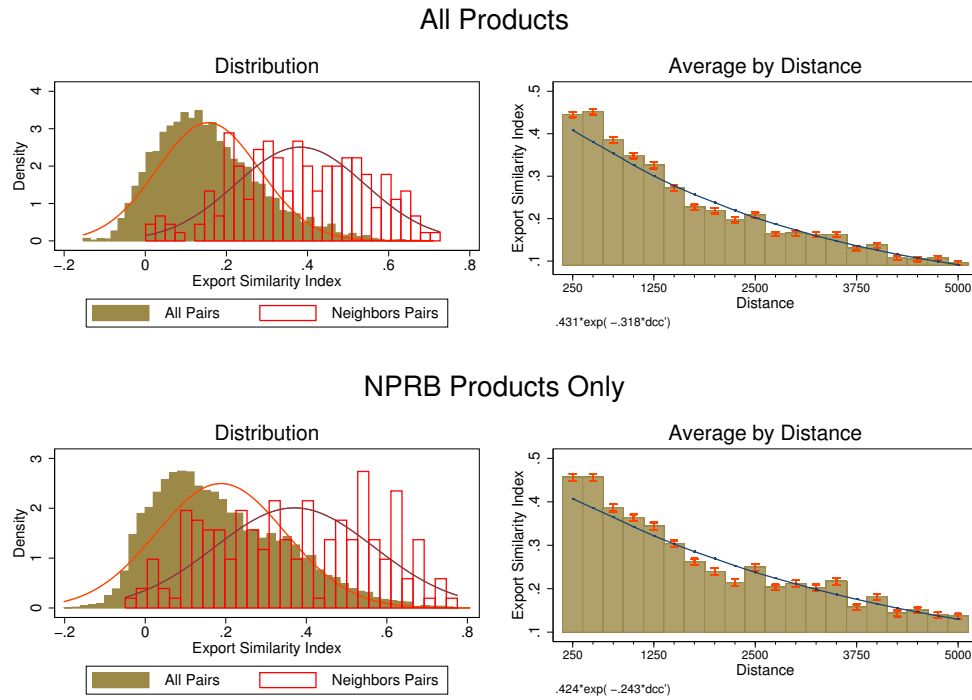 All Products
Distribution
Density
0 1 2 3 4
−.2 0 .2 .4 .6 .8
Export Similarity Index
All Pairs Neighbors Pairs
Average by Distance
Export Similarity Index
.1 .2 .3 .4 .5
250 1250 2500 3750 5000
Distance
.431*exp( −.318*dcc')
NPRB Products Only
Distribution
Density
0 1 2 3
−.2 0 .2 .4 .6 .8
Export Similarity Index
All Pairs Neighbors Pairs
Average by Distance
Export Similarity Index
.1 .2 .3 .4 .5
250 1250 2500 3750 5000
Distance
.424*exp( −.243*dcc')